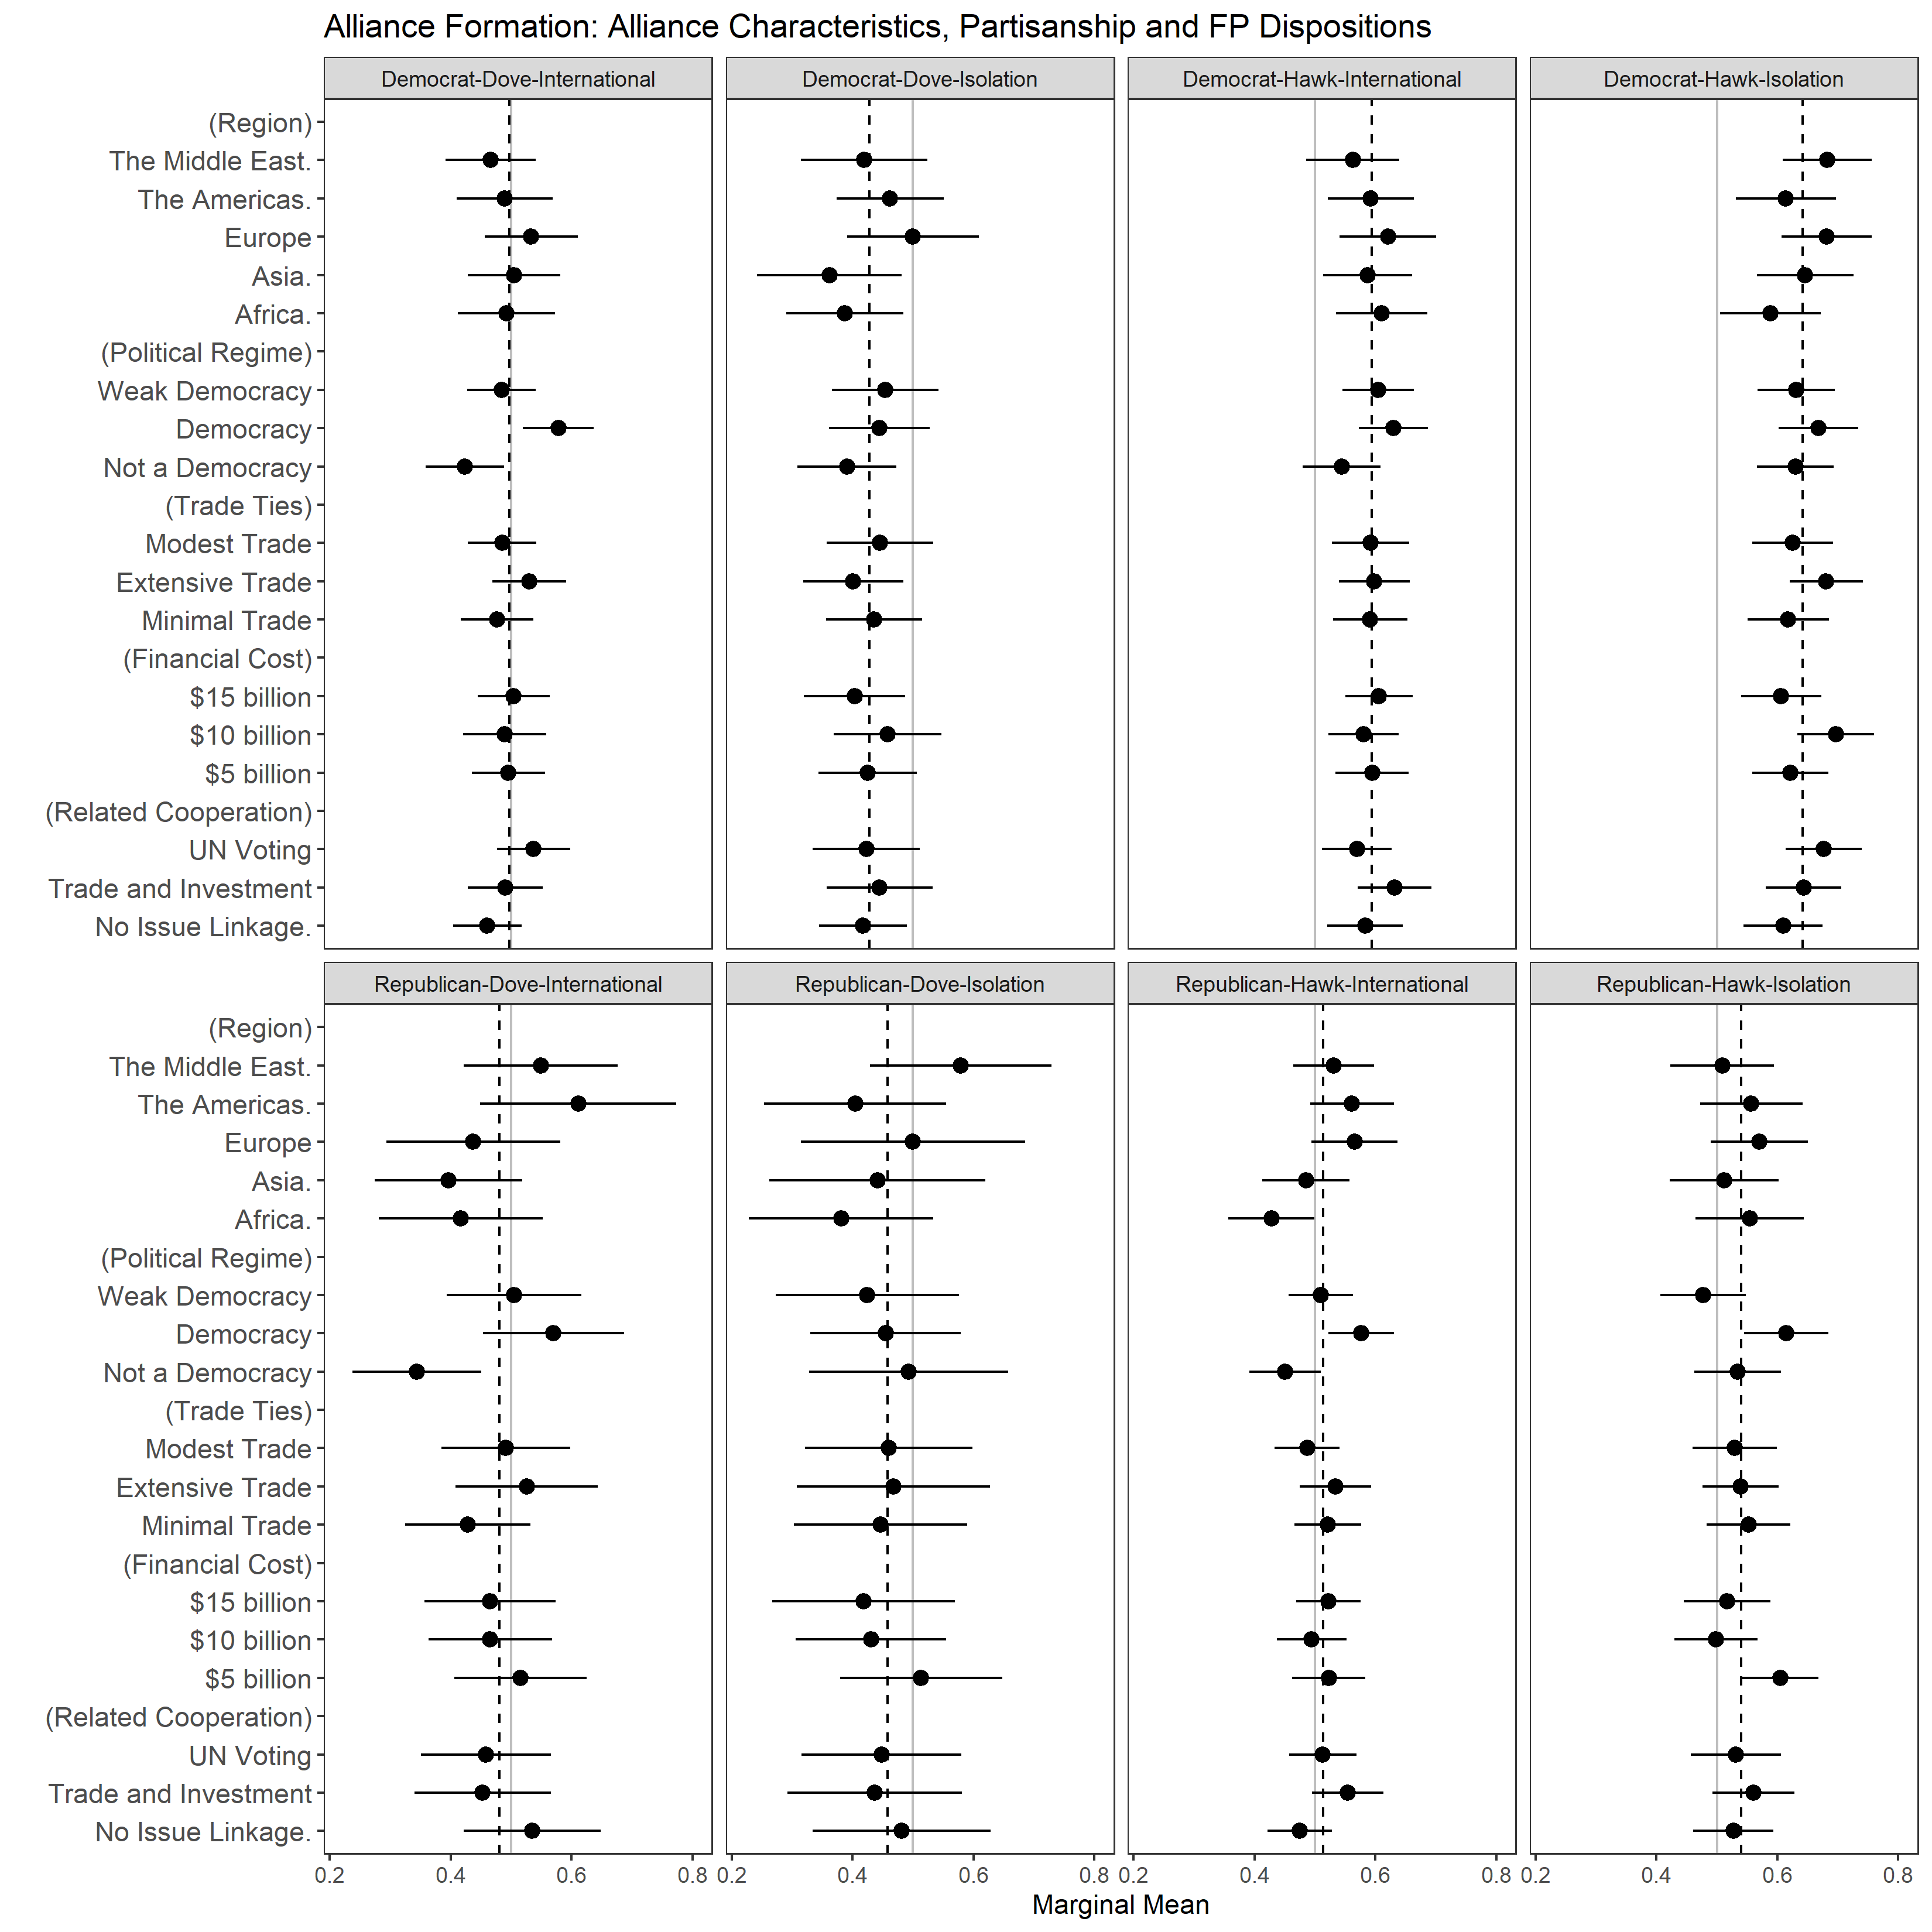 Alliance Formation: Alliance Characteristics, Partisanship and FP Dispositions
Democrat-Dove-International
Democrat-Dove-Isolation
Democrat-Hawk-International
Democrat-Hawk-Isolation
(Region)
The Middle East.
The Americas.
Europe
Asia.
Africa.
(Political Regime)
Weak Democracy
Democracy
Not a Democracy
(Trade Ties)
Modest Trade
Extensive Trade
Minimal Trade
(Financial Cost)
$15 billion
$10 billion
$5 billion
(Related Cooperation)
UN Voting
Trade and Investment
No Issue Linkage.
Republican-Dove-International
Republican-Dove-Isolation
Republican-Hawk-International
Republican-Hawk-Isolation
(Region)
The Middle East.
The Americas.
Europe
Asia.
Africa.
(Political Regime)
Weak Democracy
Democracy
Not a Democracy
(Trade Ties)
Modest Trade
Extensive Trade
Minimal Trade
(Financial Cost)
$15 billion
$10 billion
$5 billion
(Related Cooperation)
UN Voting
Trade and Investment
No Issue Linkage.
0.2 0.4 0.6 0.8 0.2 0.4 0.6 0.8 0.2 0.4 0.6 0.8 0.2 0.4 0.6 0.8
Marginal Mean